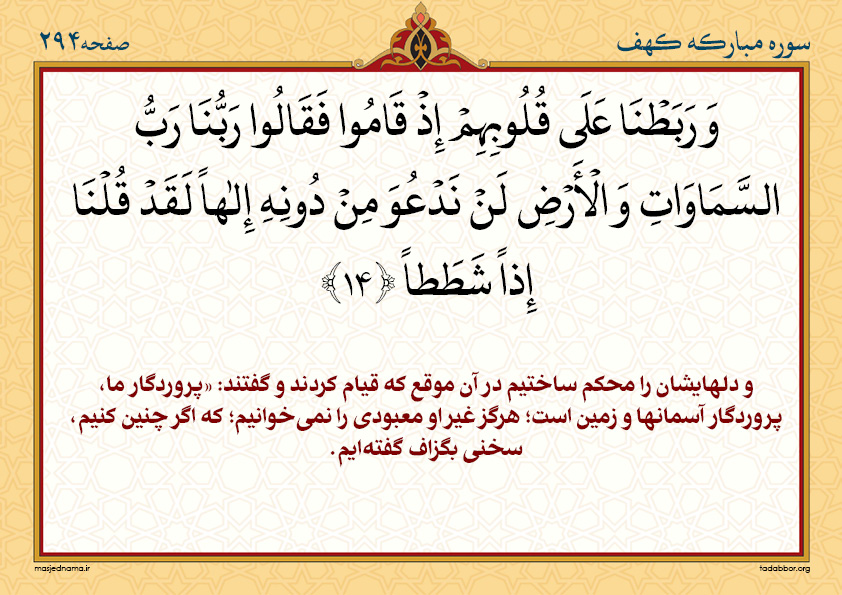 سوره مبارکه کهف
صفحه۲۹۴
وَ رَبَطْنَا عَلَى قُلُوبِهِمْ إِذْ قَامُوا فَقَالُوا رَبُّنَا رَبُّ
السَّمَاوَاتِ وَ الْأَرْضِ لَنْ نَدْعُوَ مِنْ دُونِهِ إِلٰهاً لَقَدْ قُلْنَا
إِذاً شَطَطاً ﴿۱۴﴾
و دلهایشان را محکم ساختیم در آن موقع که قیام کردند و گفتند: «پروردگار ما،
پروردگار آسمانها و زمین است؛ هرگز غیر او معبودی را نمی‌خوانیم؛ که اگر چنین کنیم،
سخنی بگزاف گفته‌ایم.
masjednama.ir
tadabbor.org